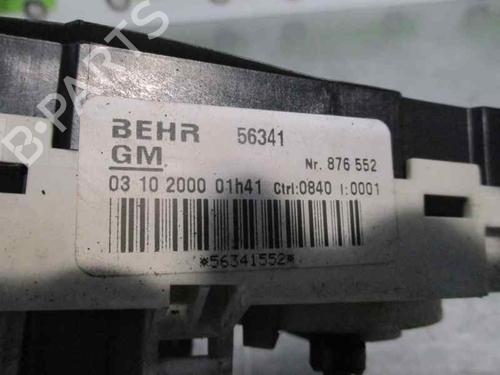 B-PARTS
BEHR 56341
GM Nr. 876 552
03 10 2000 01h41 Ctrl:0840 I:0001
*56341552*